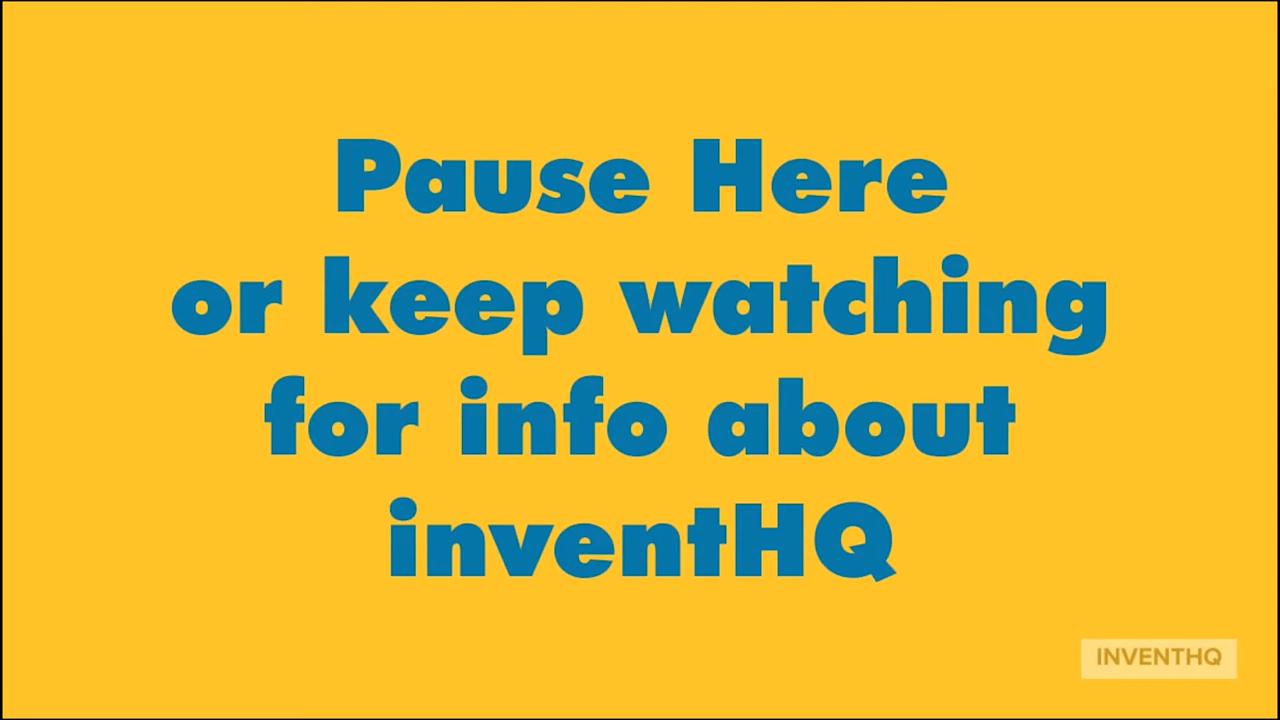 Pause Here
or keep watching
for info about
inventHQ
INVENTHQ